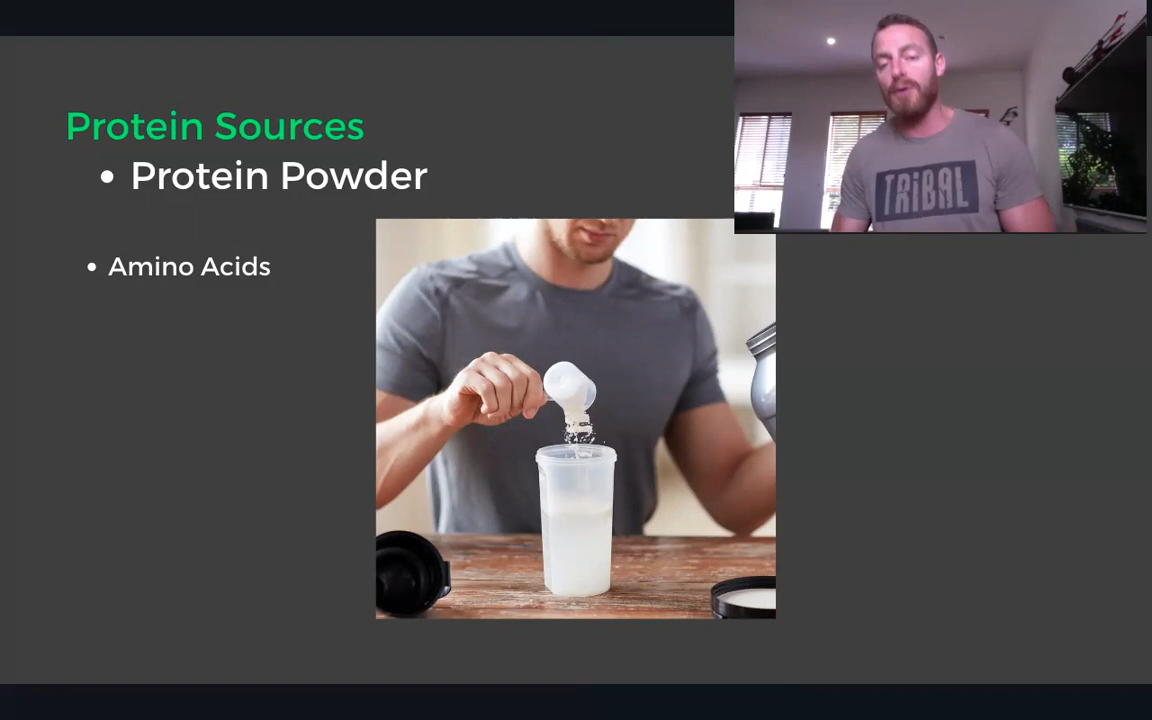 Protein Sources
• Protein Powder
• Amino Acids
TRiBAL